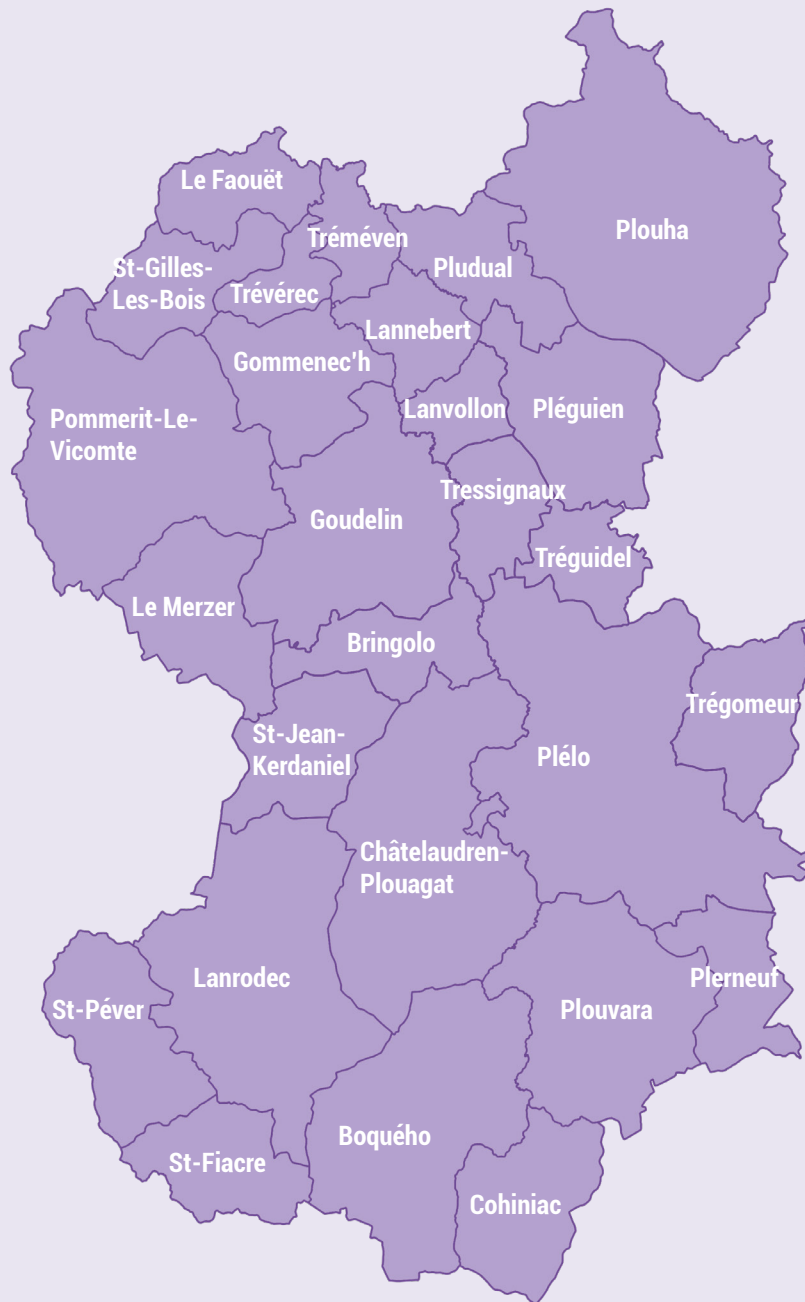 Le Faouët
Plouha
Tréméven
St-Gilles-
Les-Bois
Pludual
Trévérec
Lannebert
Gommenec'h
Pommerit-Le-
Vicomte
Lanvollon
Pléguien
Tressignaux
Goudelin
Tréguidel
Le Merzer
Bringolo
Trégomeur
St-Jean-
Kerdaniel
Plélo
Châtelaudren-
Plouagat
Lanrodec
Plerneuf
St-Péver
Plouvara
Boquého
St-Fiacre
Cohiniac